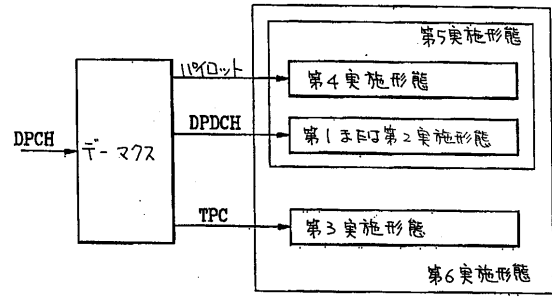 第5実施形態
パイロット
第4実施形態
DPDCH
第1または第2実施形態
DPCH
デーマクス
TPC
第3実施形態
第6実施形態